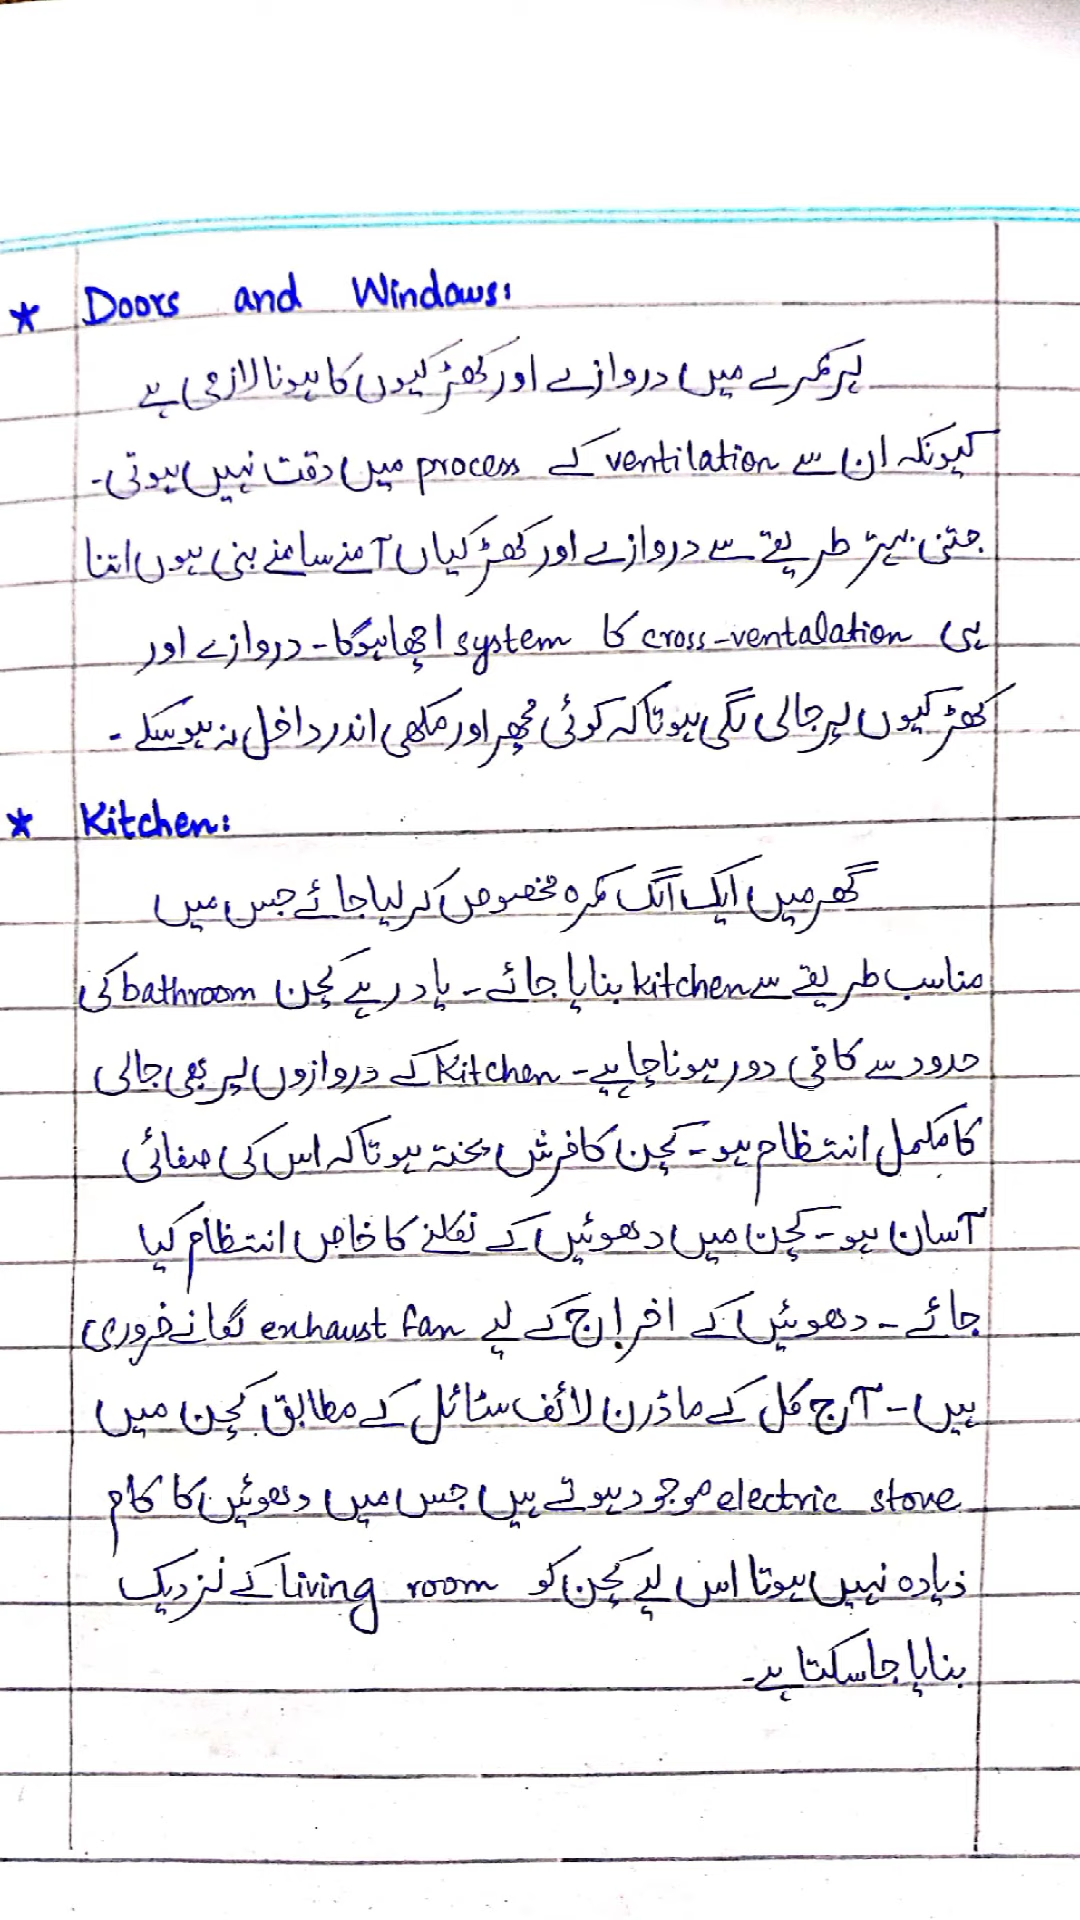 ★ Doors and Windows:
ہر کمرے میں دروازے اور کھڑکیوں کا ہونا لازمی ہے
کیونکہ ان سے ventilation کے process میں دقت نہیں ہوتی۔
جتنی بہتر طریقے سے دروازے اور کھڑکیاں آمنے سامنے بنی ہوں اتنا
ہی cross-ventalation کا system اچھا ہوگا۔ دروازے اور
کھڑکیوں پر جالی لگی ہو تاکہ کوئی مچھر اور مکھی اندر داخل نہ ہوسکے۔
★ Kitchen:
گھر میں ایک الگ کمرہ مخصوص کر لیا جائے جس میں
مناسب طریقے سے kitchen بنایا جائے۔ یاد رہے کچن bathroom کی
حدود سے کافی دور ہونا چاہیے۔ Kitchen کے دروازوں پر بھی جالی
کا مکمل انتظام ہو۔ کچن کا فرش پختہ ہو تاکہ اس کی صفائی
آسان ہو۔ کچن میں دھوئیں کے نکلنے کا خاص انتظام کیا
جائے۔ دھوئیں کے اخراج کے لیے exhaust fan لگانے ضروری
ہیں۔ آج کل کے ماڈرن لائف سٹائل کے مطابق کچن میں
electric stove موجود ہوتے ہیں جس میں دھوئیں کا کام
زیادہ نہیں ہوتا اس لیے کچن کو living room کے نزدیک
بنایا جا سکتا ہے۔